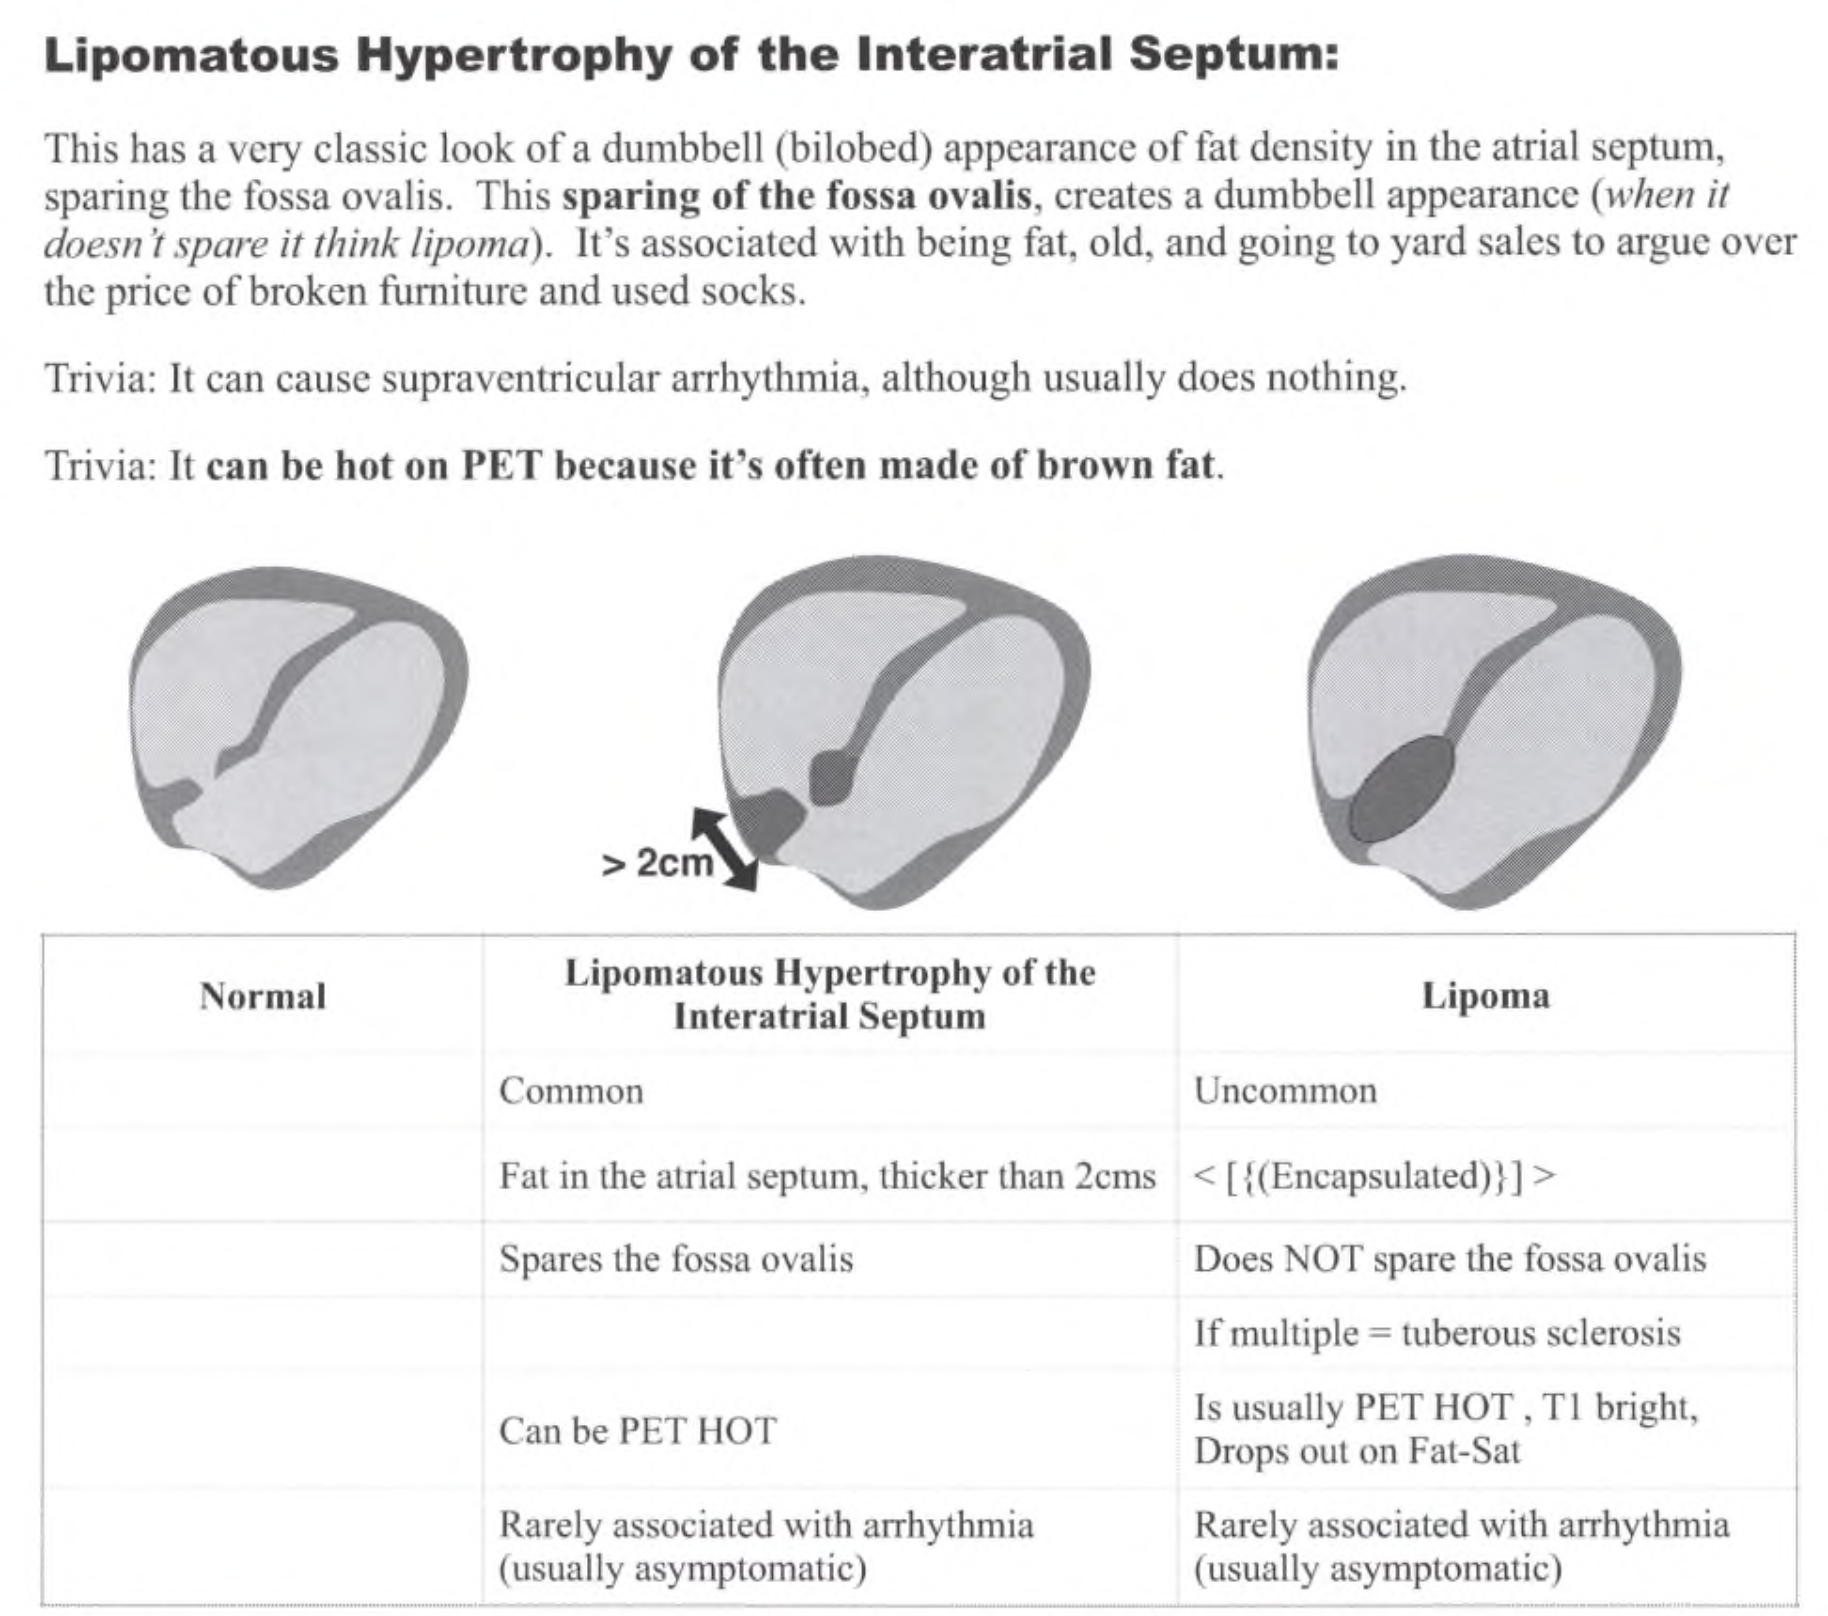 Lipomatous Hypertrophy of the Interatrial Septum:
This has a very classic look of a dumbbell (bilobed) appearance of fat density in the atrial septum,
sparing the fossa ovalis. This sparing of the fossa ovalis, creates a dumbbell appearance (when it
doesn't spare it think lipoma). It's associated with being fat, old, and going to yard sales to argue over
the price of broken furniture and used socks.
Trivia: It can cause supraventricular arrhythmia, although usually does nothing.
Trivia: It can be hot on PET because it's often made of brown fat.
> 2cm
Normal
Lipomatous Hypertrophy of the
Interatrial Septum
Lipoma
Common
Uncommon
Fat in the atrial septum, thicker than 2cms
< [{(Encapsulated)}] >
Spares the fossa ovalis
Does NOT spare the fossa ovalis
If multiple = tuberous sclerosis
Can be PET HOT
Is usually PET HOT , T1 bright,
Drops out on Fat-Sat
Rarely associated with arrhythmia
(usually asymptomatic)
Rarely associated with arrhythmia
(usually asymptomatic)